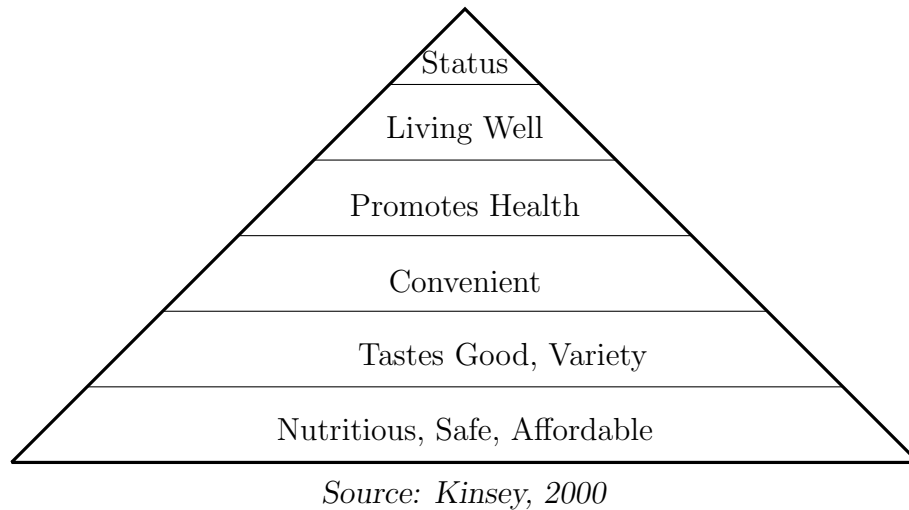 Status
Living Well
Promotes Health
Convenient
Tastes Good, Variety
Nutritious, Safe, Affordable
Source: Kinsey, 2000